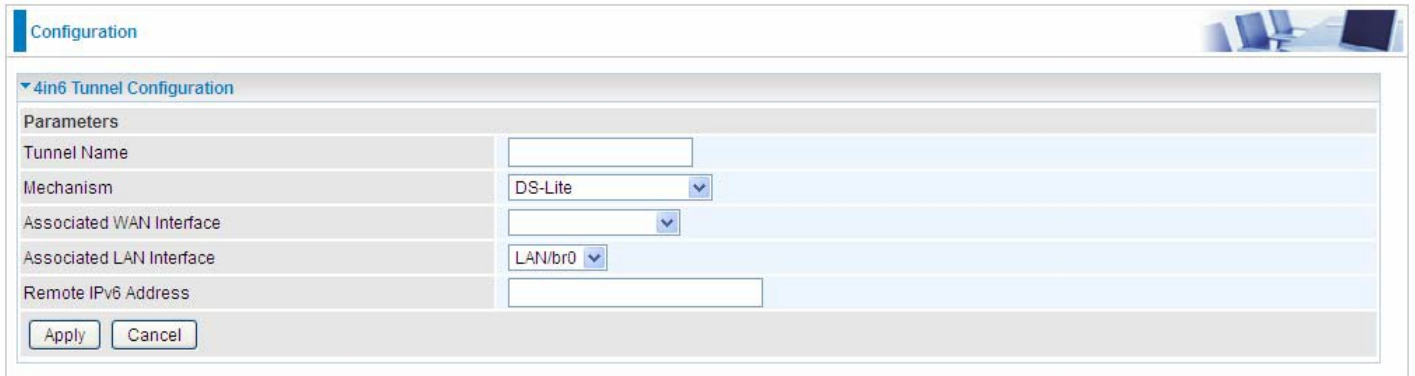 Configuration
4in6 Tunnel Configuration
Parameters
Tunnel Name
Mechanism DS-Lite
Associated WAN Interface
Associated LAN Interface LAN/br0
Remote IPv6 Address
Apply Cancel